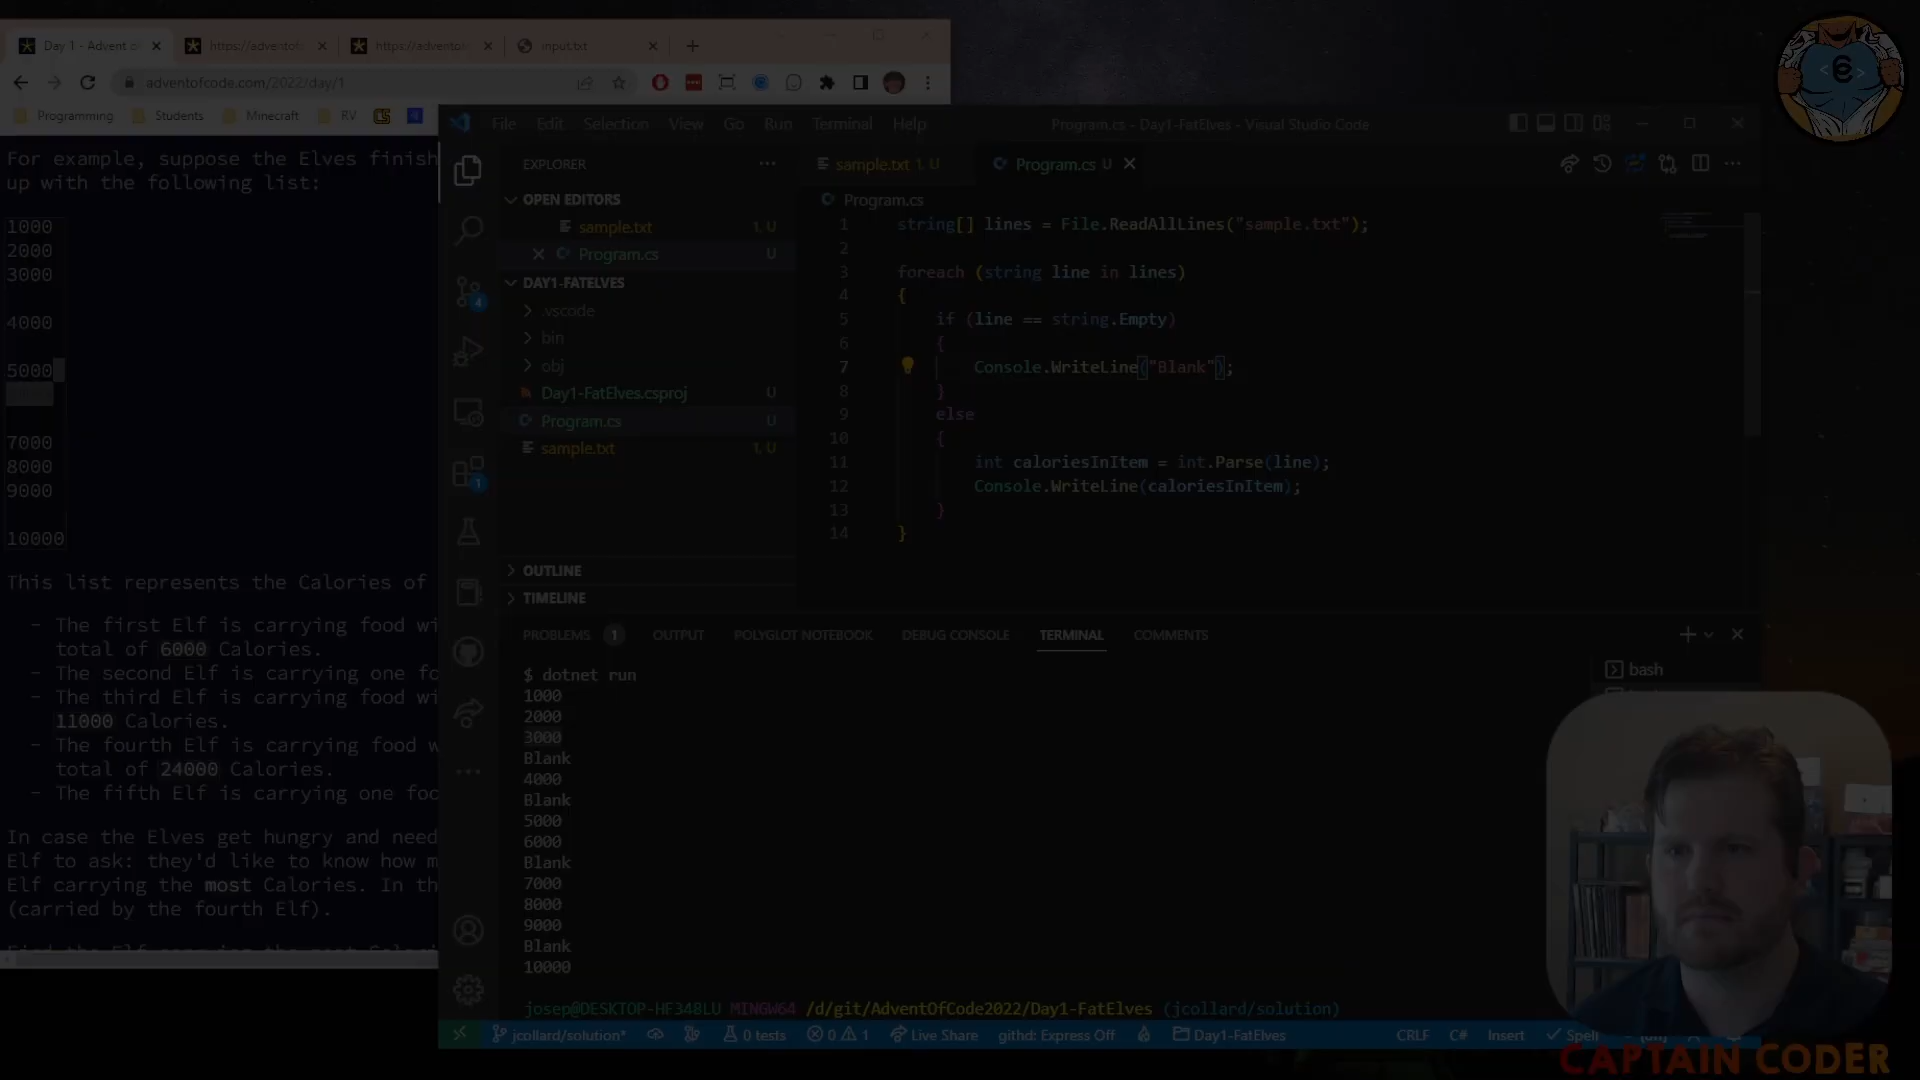 Day 1 - Advent o
https://advento
https://advento
input.txt
adventofcode.com/2022/day/1
Programming
Students
Minecraft
RV
For example, suppose the Elves finish
up with the following list:
1000
2000
3000
4000
5000
7000
8000
9000
10000
This list represents the Calories of
- The first Elf is carrying food wi
total of 6000 Calories.
- The second Elf is carrying one fo
- The third Elf is carrying food wi
11000 Calories.
- The fourth Elf is carrying food w
total of 24000 Calories.
- The fifth Elf is carrying one foo
In case the Elves get hungry and need
Elf to ask: they'd like to know how m
Elf carrying the most Calories. In th
(carried by the fourth Elf).
File Edit Selection View Go Run Terminal Help
Program.cs - Day1-FatElves - Visual Studio Code
EXPLORER
OPEN EDITORS
sample.txt 1, U
Program.cs U
DAY1-FATELVES
.vscode
bin
obj
Day1-FatElves.csproj U
Program.cs U
sample.txt 1, U
OUTLINE
TIMELINE
4
1
sample.txt 1, U
Program.cs U
Program.cs
1 string[] lines = File.ReadAllLines("sample.txt");
2
3 foreach (string line in lines)
4 {
5 if (line == string.Empty)
6 {
7 Console.WriteLine("Blank");
8 }
9 else
10 {
11 int caloriesInItem = int.Parse(line);
12 Console.WriteLine(caloriesInItem);
13 }
14 }
PROBLEMS 1 OUTPUT POLYGLOT NOTEBOOK DEBUG CONSOLE TERMINAL COMMENTS
$ dotnet run
1000
2000
3000
Blank
4000
Blank
5000
6000
Blank
7000
8000
9000
Blank
10000
josep@DESKTOP-HF348LU MINGW64 /d/git/AdventOfCode2022/Day1-FatElves (jcollard/solution)
bash
jcollard/solution* 0 tests 0 1 Live Share githd: Express Off Day1-FatElves CRLF C# Insert Spell
CAPTAIN CODER